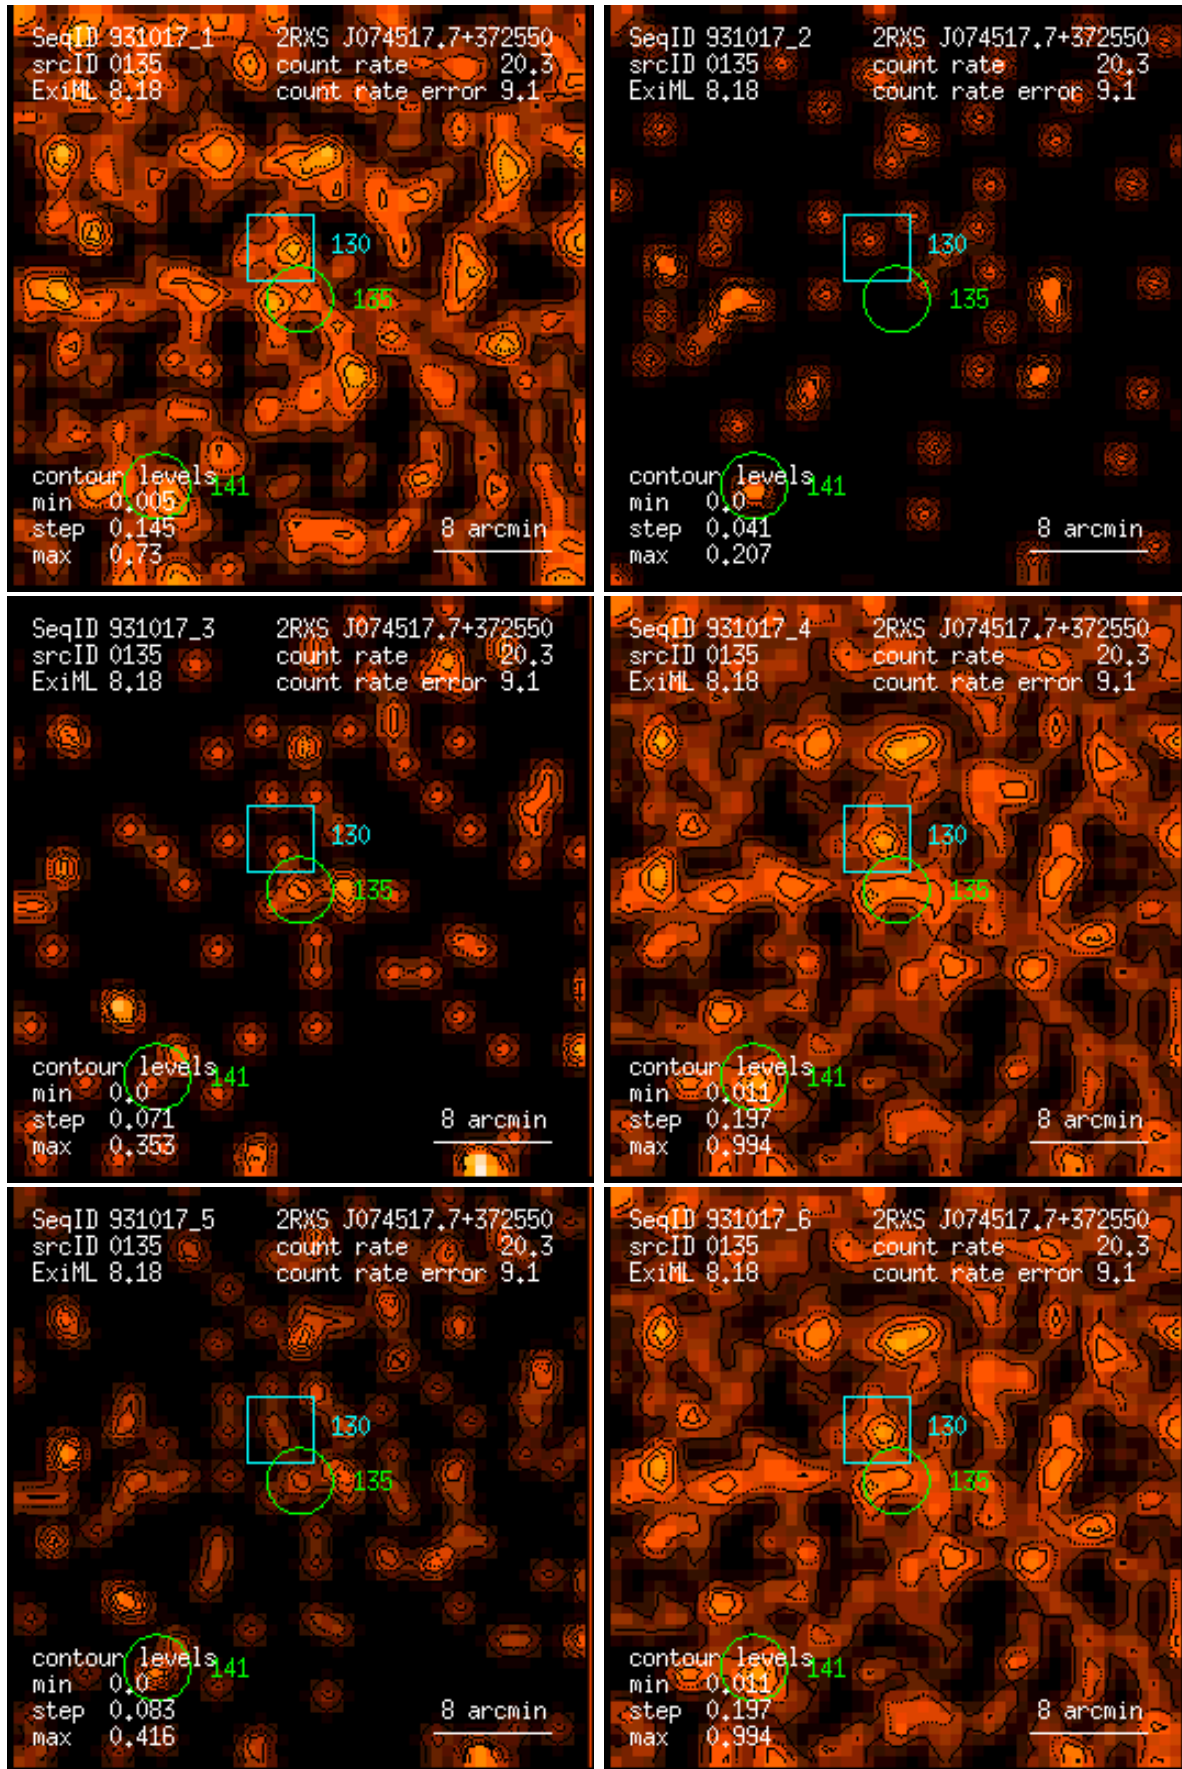 SeqID 931017_1 2RXS J074517.7+372550
srcID 0135 count rate 20.3
ExiML 8.18 count rate error 9.1
130
135
contour levels
141
min 0.005
step 0.145 8 arcmin
max 0.73
SeqID 931017_2 2RXS J074517.7+372550
srcID 0135 count rate 20.3
ExiML 8.18 count rate error 9.1
130
135
contour levels
141
min 0.0
step 0.041 8 arcmin
max 0.207
SeqID 931017_3 2RXS J074517.7+372550
srcID 0135 count rate 20.3
ExiML 8.18 count rate error 9.1
130
135
contour levels
141
min 0.0
step 0.071 8 arcmin
max 0.353
SeqID 931017_4 2RXS J074517.7+372550
srcID 0135 count rate 20.3
ExiML 8.18 count rate error 9.1
130
135
contour levels
141
min 0.011
step 0.197 8 arcmin
max 0.994
SeqID 931017_5 2RXS J074517.7+372550
srcID 0135 count rate 20.3
ExiML 8.18 count rate error 9.1
130
135
contour levels
141
min 0.0
step 0.083 8 arcmin
max 0.416
SeqID 931017_6 2RXS J074517.7+372550
srcID 0135 count rate 20.3
ExiML 8.18 count rate error 9.1
130
135
contour levels
141
min 0.011
step 0.197 8 arcmin
max 0.994